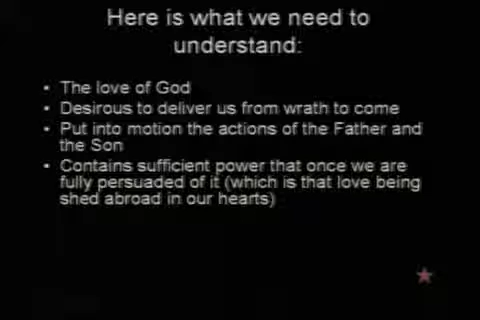 Here is what we need to
understand:
• The love of God
• Desirous to deliver us from wrath to come
• Put into motion the actions of the Father and
the Son
• Contains sufficient power that once we are
fully persuaded of it (which is that love being
shed abroad in our hearts)